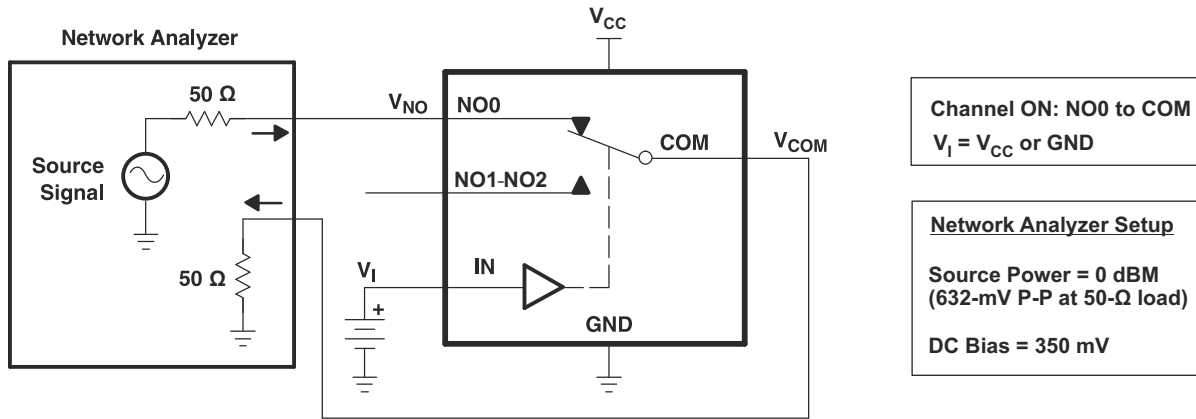 V_CC
Network Analyzer
50 Ω
V_NO
NO0
COM
V_COM
Source
Signal
NO1-NO2
50 Ω
V_I
IN
+
GND
Channel ON: NO0 to COM
V_I = V_CC or GND
Network Analyzer Setup
Source Power = 0 dBM
(632-mV P-P at 50-Ω load)
DC Bias = 350 mV